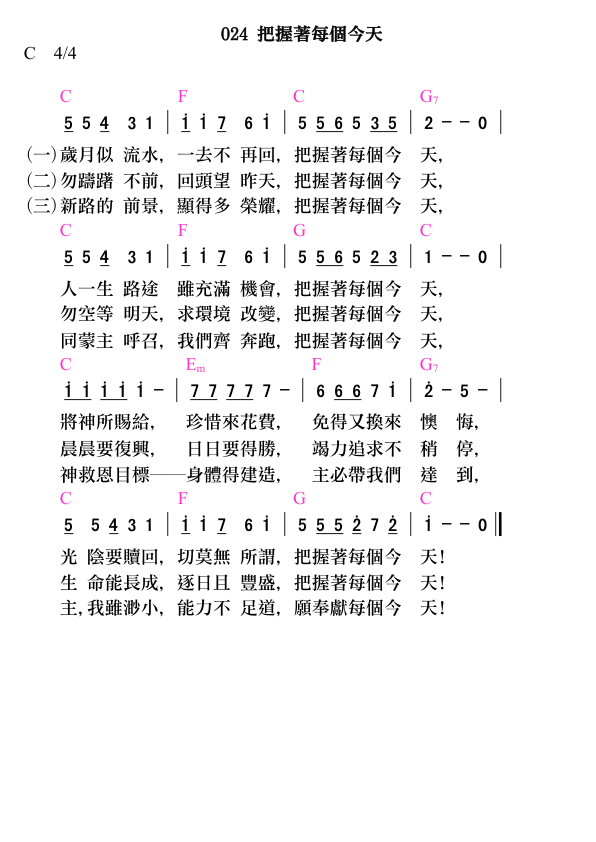 024 把握著每個今天
C 4/4
C F C G7
5 5 4 3 1 | i i 7 6 i | 5 5 6 5 3 5 | 2 - - 0 |
(一)歲月似 流水, 一去不 再回, 把握著每個今 天,
(二)勿躊躇 不前, 回頭望 昨天, 把握著每個今 天,
(三)新路的 前景, 顯得多 榮耀, 把握著每個今 天,
C F G C
5 5 4 3 1 | i i 7 6 i | 5 5 6 5 2 3 | 1 - - 0 |
人一生 路途 雖充滿 機會, 把握著每個今 天,
勿空等 明天, 求環境 改變, 把握著每個今 天,
同蒙主 呼召, 我們齊 奔跑, 把握著每個今 天,
C Em F G7
i i i i i - | 7 7 7 7 7 - | 6 6 6 7 i | 2̇ - 5 - |
將神所賜給, 珍惜來花費, 免得又換來 懊 悔,
晨晨要復興, 日日要得勝, 竭力追求不 稍 停,
神救恩目標──身體得建造, 主必帶我們 達 到,
C F G C
5 5 4 3 1 | i i 7 6 i | 5 5 5 2̇ 7 2̇ | i - - 0 ‖
光 陰要贖回, 切莫無 所謂, 把握著每個今 天!
生 命能長成, 逐日且 豐盛, 把握著每個今 天!
主, 我雖渺小, 能力不 足道, 願奉獻每個今 天!